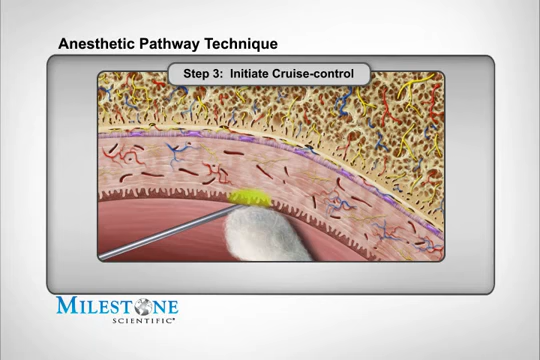 Anesthetic Pathway Technique
Step 3: Initiate Cruise-control
MILESTONE
SCIENTIFIC